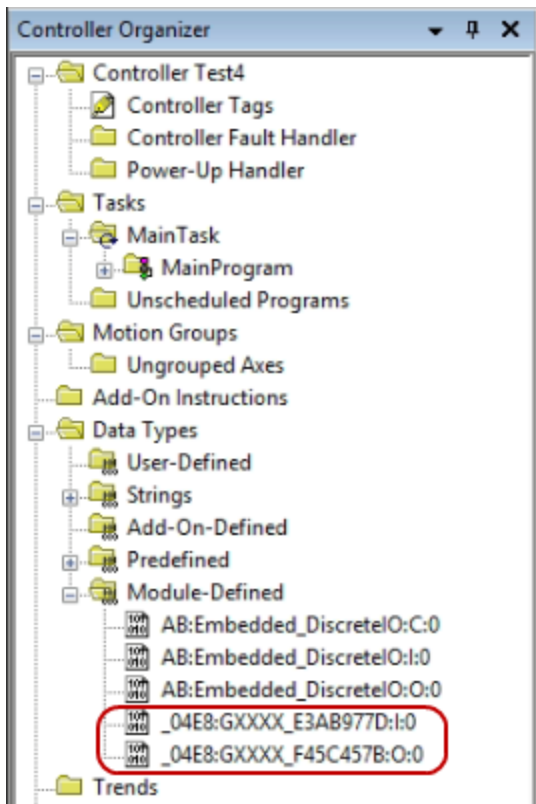 Controller Organizer
Controller Test4
Controller Tags
Controller Fault Handler
Power-Up Handler
Tasks
MainTask
MainProgram
Unscheduled Programs
Motion Groups
Ungrouped Axes
Add-On Instructions
Data Types
User-Defined
Strings
Add-On-Defined
Predefined
Module-Defined
AB:Embedded_DiscreteIO:C:0
AB:Embedded_DiscreteIO:I:0
AB:Embedded_DiscreteIO:O:0
_04E8:GXXXX_E3AB977D:I:0
_04E8:GXXXX_F45C457B:O:0
Trends